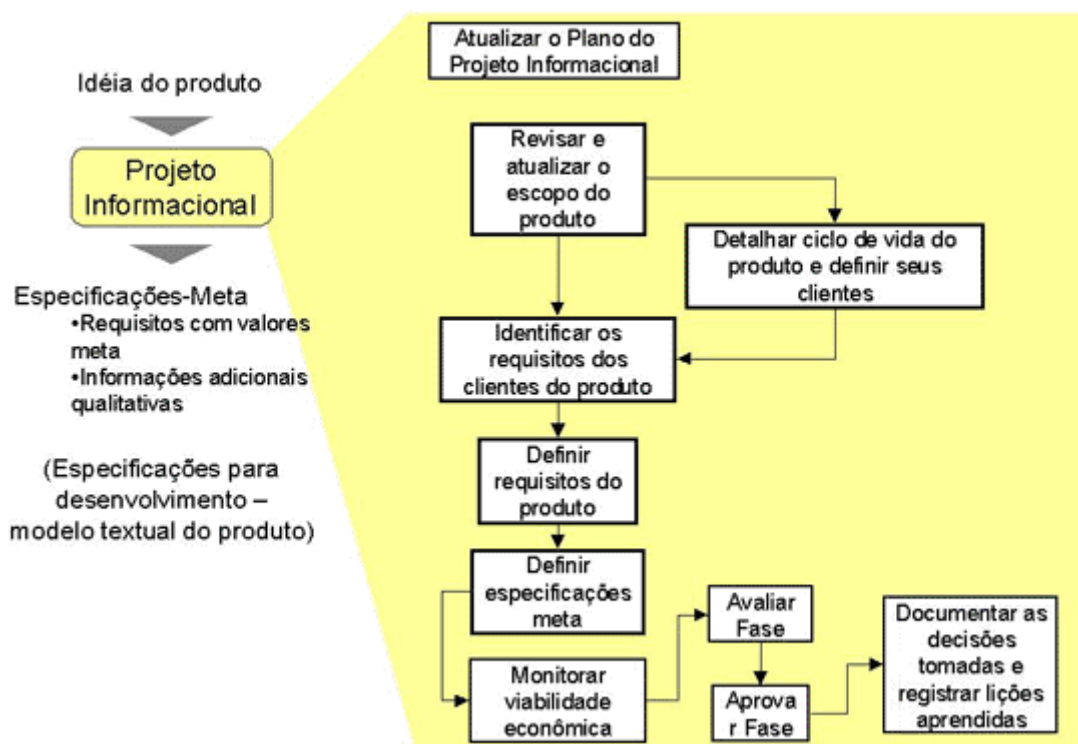 Idéia do produto
Projeto
Informacional
Especificações-Meta
•Requisitos com valores
meta
•Informações adicionais
qualitativas
(Especificações para
desenvolvimento –
modelo textual do produto)
Atualizar o Plano do
Projeto Informacional
Revisar e
atualizar o
escopo do
produto
Detalhar ciclo de vida do
produto e definir seus
clientes
Identificar os
requisitos dos
clientes do produto
Definir
requisitos do
produto
Definir
especificações
meta
Monitorar
viabilidade
econômica
Avaliar
Fase
Aprova
r Fase
Documentar as
decisões
tomadas e
registrar lições
aprendidas